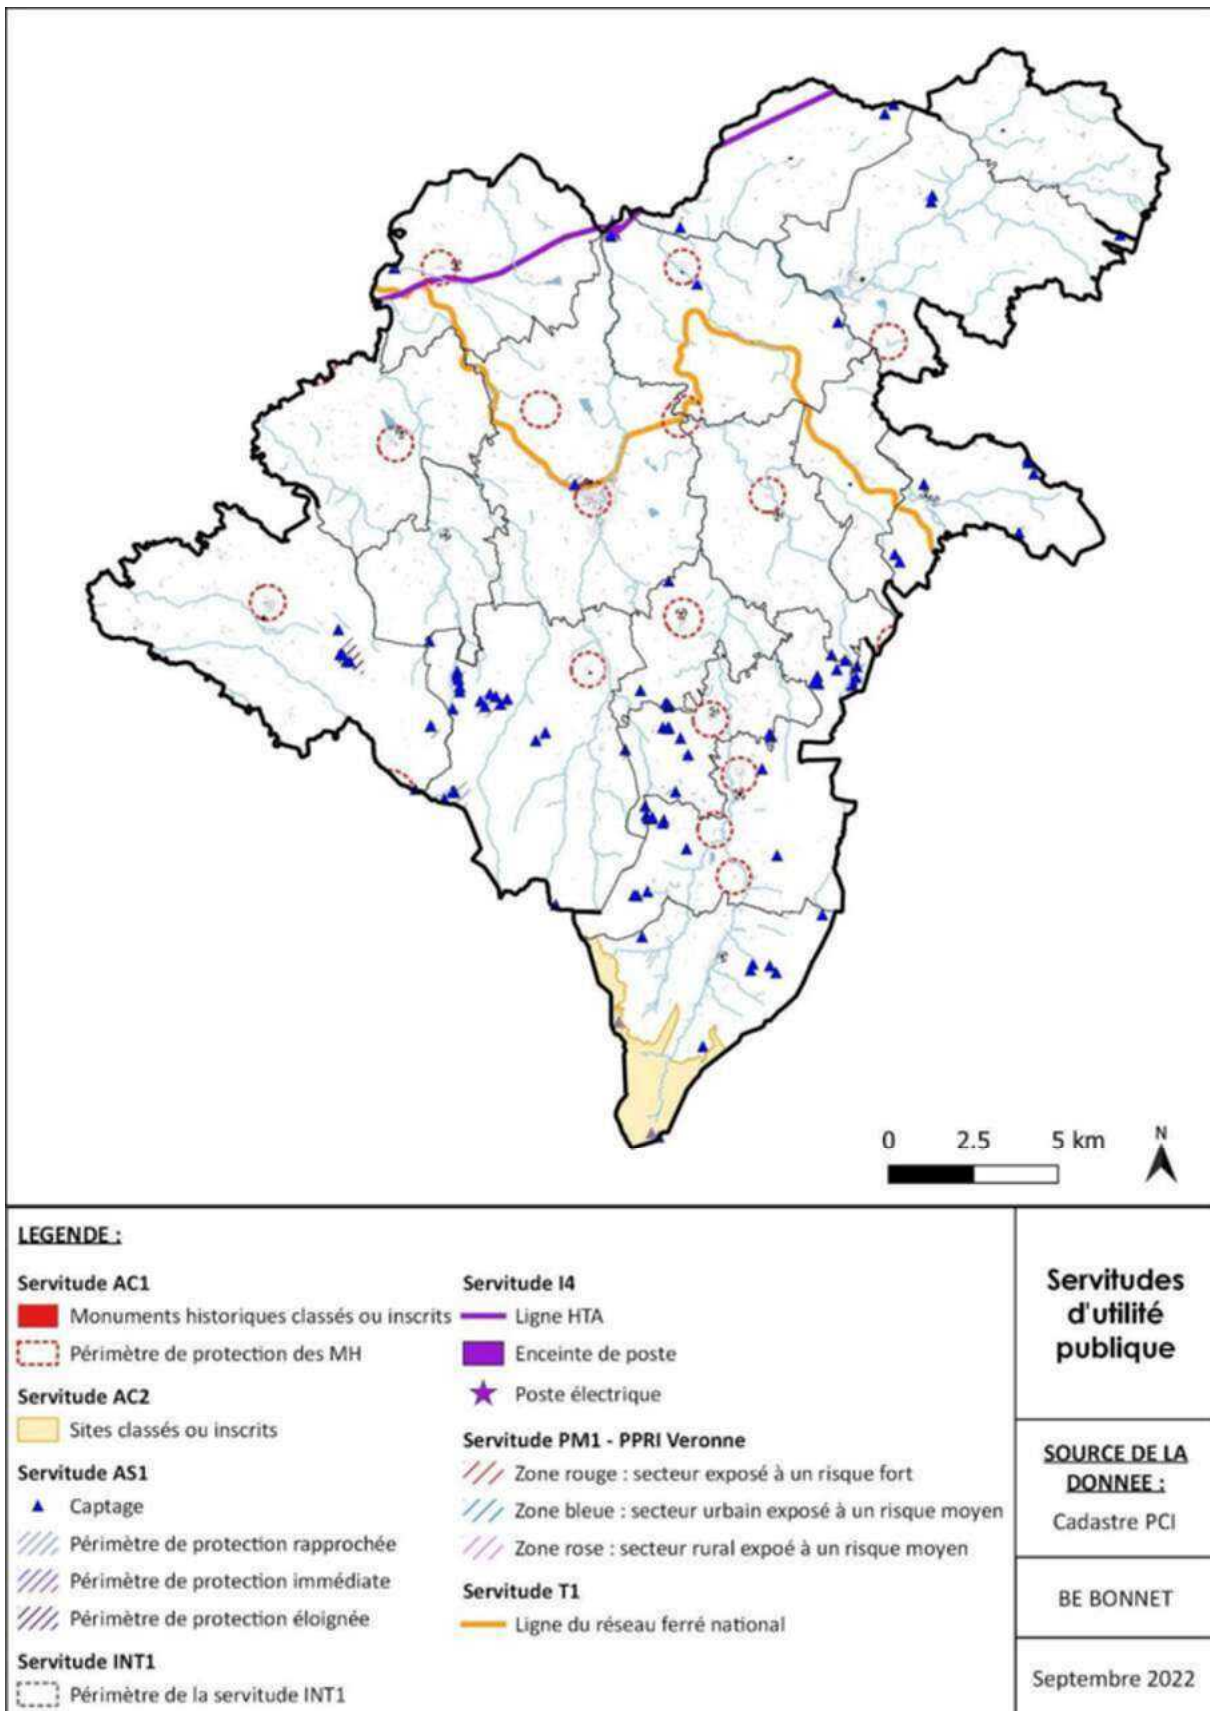 0 2.5 5 km
N
LEGENDE :
Servitude AC1
Monuments historiques classés ou inscrits
Périmètre de protection des MH
Servitude AC2
Sites classés ou inscrits
Servitude AS1
Captage
Périmètre de protection rapprochée
Périmètre de protection immédiate
Périmètre de protection éloignée
Servitude INT1
Périmètre de la servitude INT1
Servitude I4
Ligne HTA
Enceinte de poste
Poste électrique
Servitude PM1 - PPRI Veronne
Zone rouge : secteur exposé à un risque fort
Zone bleue : secteur urbain exposé à un risque moyen
Zone rose : secteur rural expoé à un risque moyen
Servitude T1
Ligne du réseau ferré national
Servitudes
d'utilité
publique
SOURCE DE LA
DONNEE :
Cadastre PCI
BE BONNET
Septembre 2022